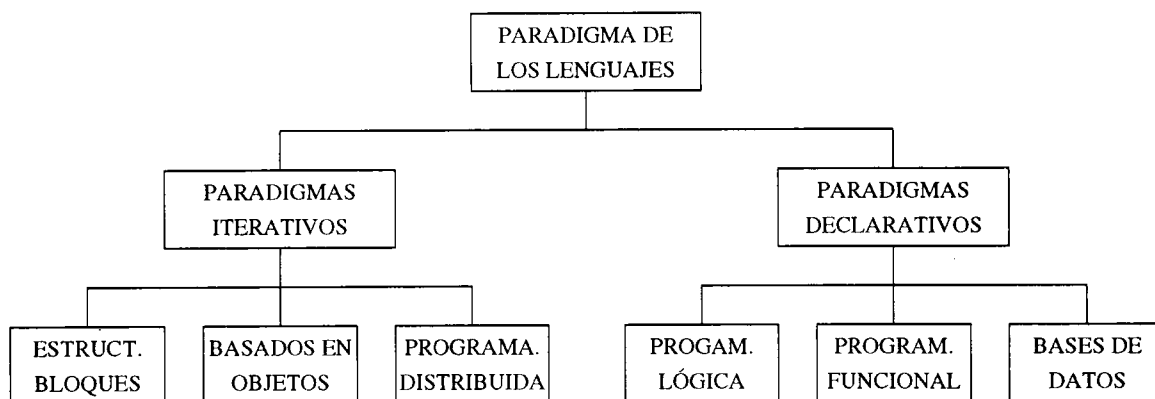 PARADIGMA DE
LOS LENGUAJES
PARADIGMAS
ITERATIVOS
PARADIGMAS
DECLARATIVOS
ESTRUCT.
BLOQUES
BASADOS EN
OBJETOS
PROGRAMA.
DISTRIBUIDA
PROGAM.
LÓGICA
PROGRAM.
FUNCIONAL
BASES DE
DATOS